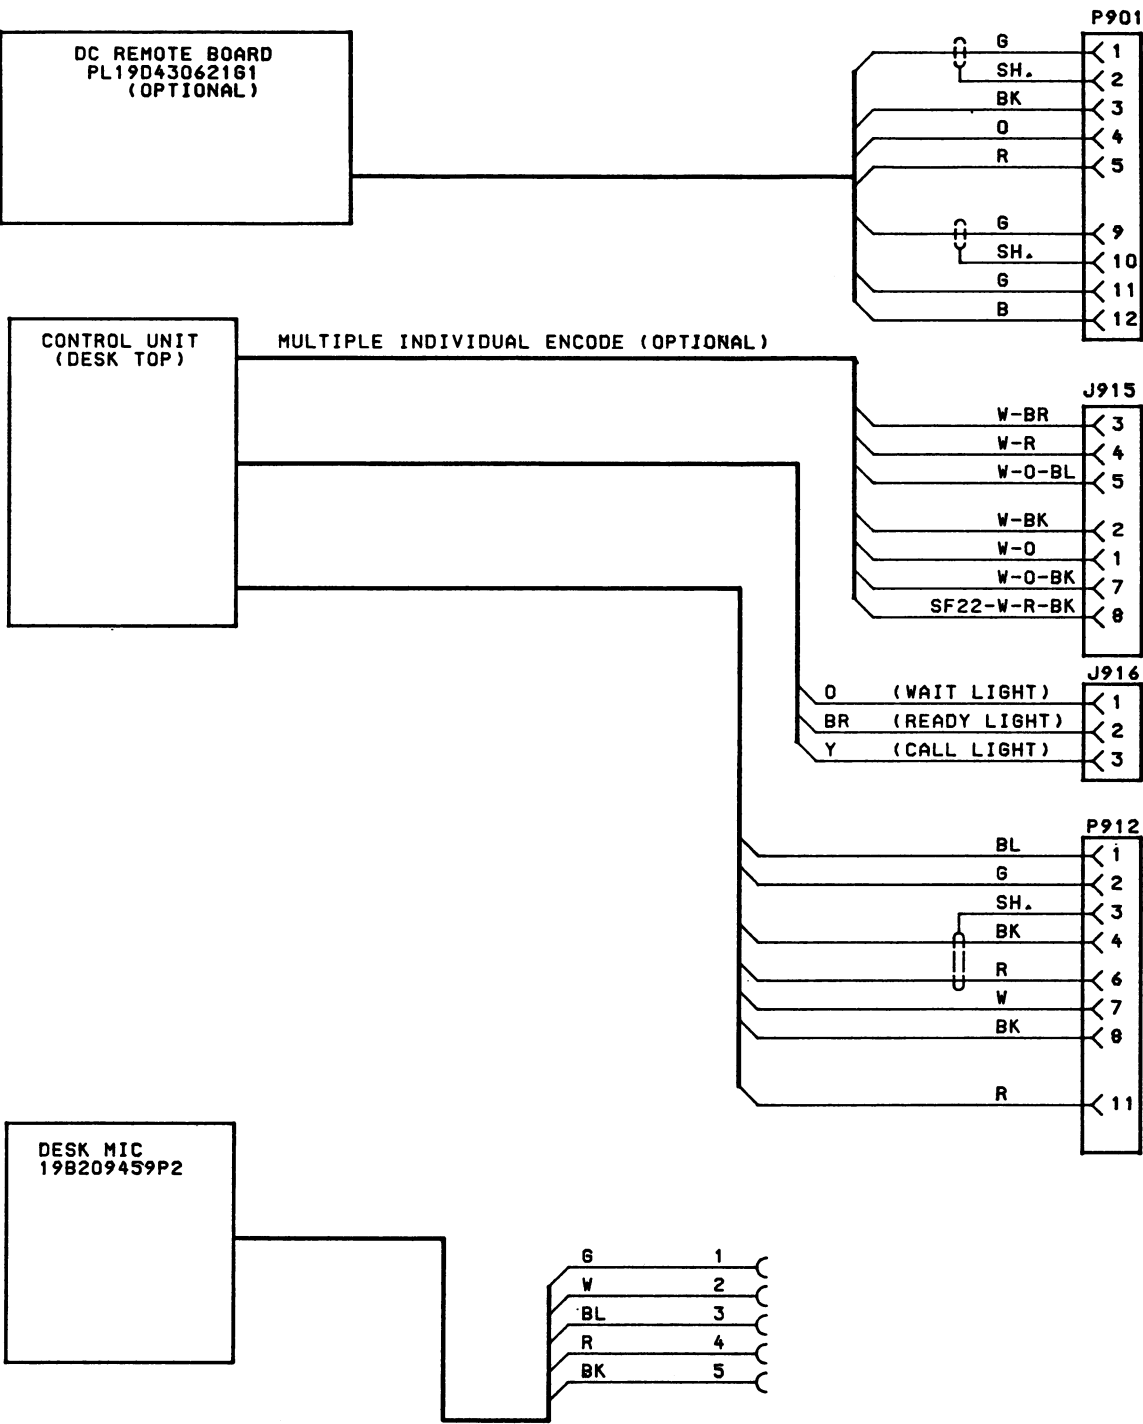 P901
DC REMOTE BOARD
PL19D430621G1
(OPTIONAL)
G 1
SH. 2
BK 3
O 4
R 5
G 9
SH. 10
G 11
B 12
CONTROL UNIT
(DESK TOP)
MULTIPLE INDIVIDUAL ENCODE (OPTIONAL)
J915
W-BR 3
W-R 4
W-O-BL 5
W-BK 2
W-O 1
W-O-BK 7
SF22-W-R-BK 8
J916
O (WAIT LIGHT) 1
BR (READY LIGHT) 2
Y (CALL LIGHT) 3
P912
BL 1
G 2
SH. 3
BK 4
R 6
W 7
BK 8
R 11
DESK MIC
19B209459P2
G 1
W 2
BL 3
R 4
BK 5